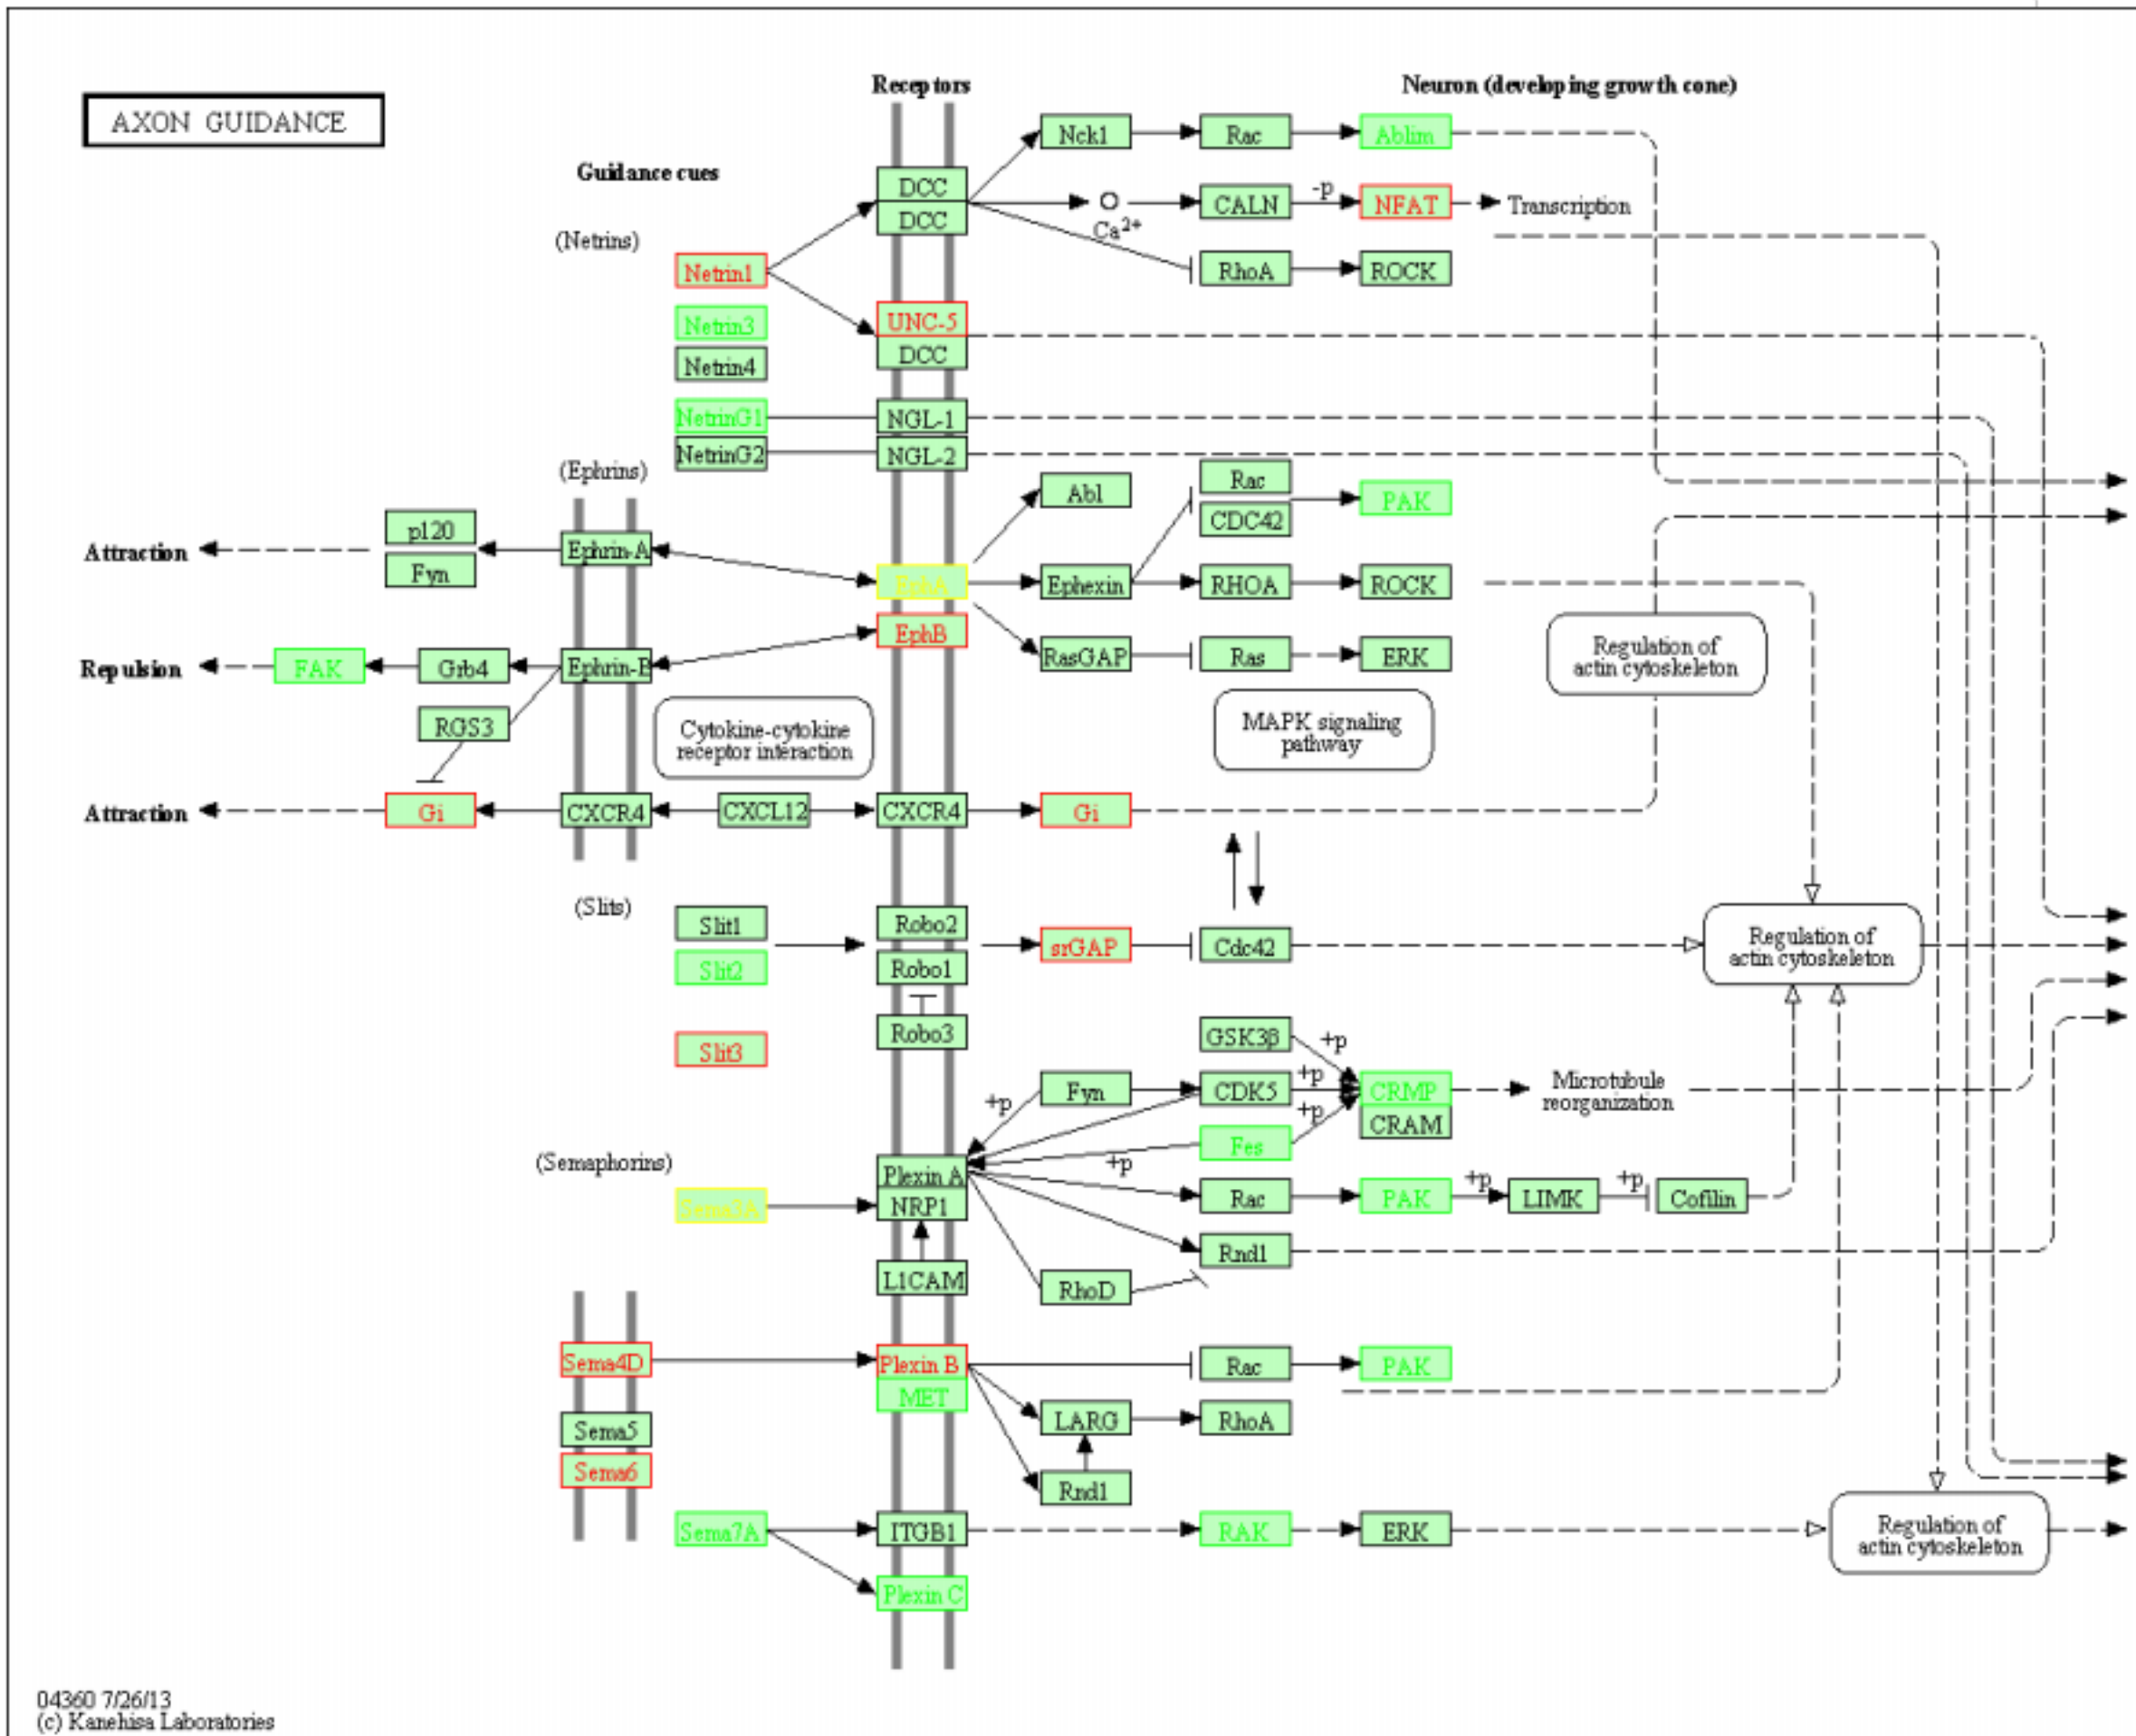 AXON GUIDANCE
Receptors
Neuron (developing growth cone)
Guidance cues
Nck1
Rac
Ablim
(Netrins)
DCC
DCC
Ca2+
CALN
-p
NFAT
Transcription
Netrin1
RhoA
ROCK
Netrin3
UNC-5
Netrin4
DCC
NetrinG1
NGL-1
NetrinG2
NGL-2
(Ephrins)
Abl
Rac
CDC42
PAK
Attraction
p120
Fyn
Ephrin-A
EphA
Ephexin
RHOA
ROCK
EphB
Repulsion
FAK
Grb4
Ephrin-B
RasGAP
Ras
ERK
Regulation of
actin cytoskeleton
RGS3
Cytokine-cytokine
receptor interaction
MAPK signaling
pathway
Attraction
Gi
CXCR4
CXCL12
CXCR4
Gi
(Slits)
Slit1
Robo2
Slit2
Robo1
srGAP
Cdc42
Regulation of
actin cytoskeleton
Slit3
Robo3
GSK3β
+p
Fyn
+p
CDK5
+p
CRMP
CRAM
Microtubule
reorganization
Fes
+p
(Semaphorins)
+p
Plexin A
Sema3A
NRP1
Rac
PAK
+p
LIMK
+p
Cofilin
Rnd1
L1CAM
RhoD
Sema4D
Plexin B
MET
Rac
PAK
Sema5
LARG
RhoA
Sema6
Rnd1
Sema7A
ITGB1
RAK
ERK
Regulation of
actin cytoskeleton
Plexin C
04360 7/26/13
(c) Kanehisa Laboratories